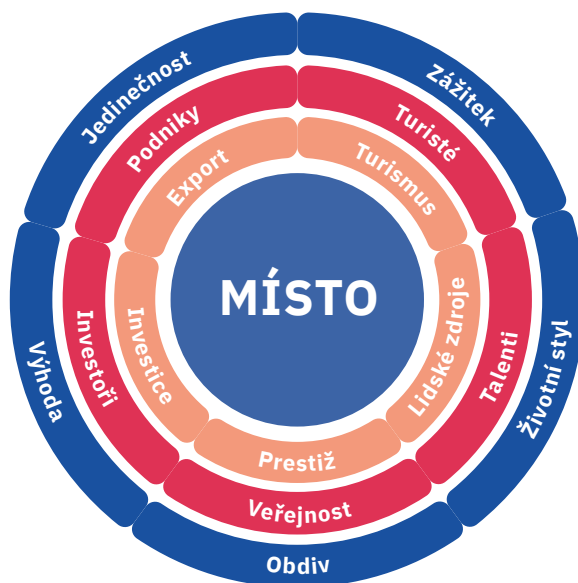 Jedinečnost
Zážitek
Podniky
Turisté
Export
Turismus
MÍSTO
Výhoda
Investoři
Investice
Lidské zdroje
Talenti
Životní styl
Prestiž
Veřejnost
Obdiv